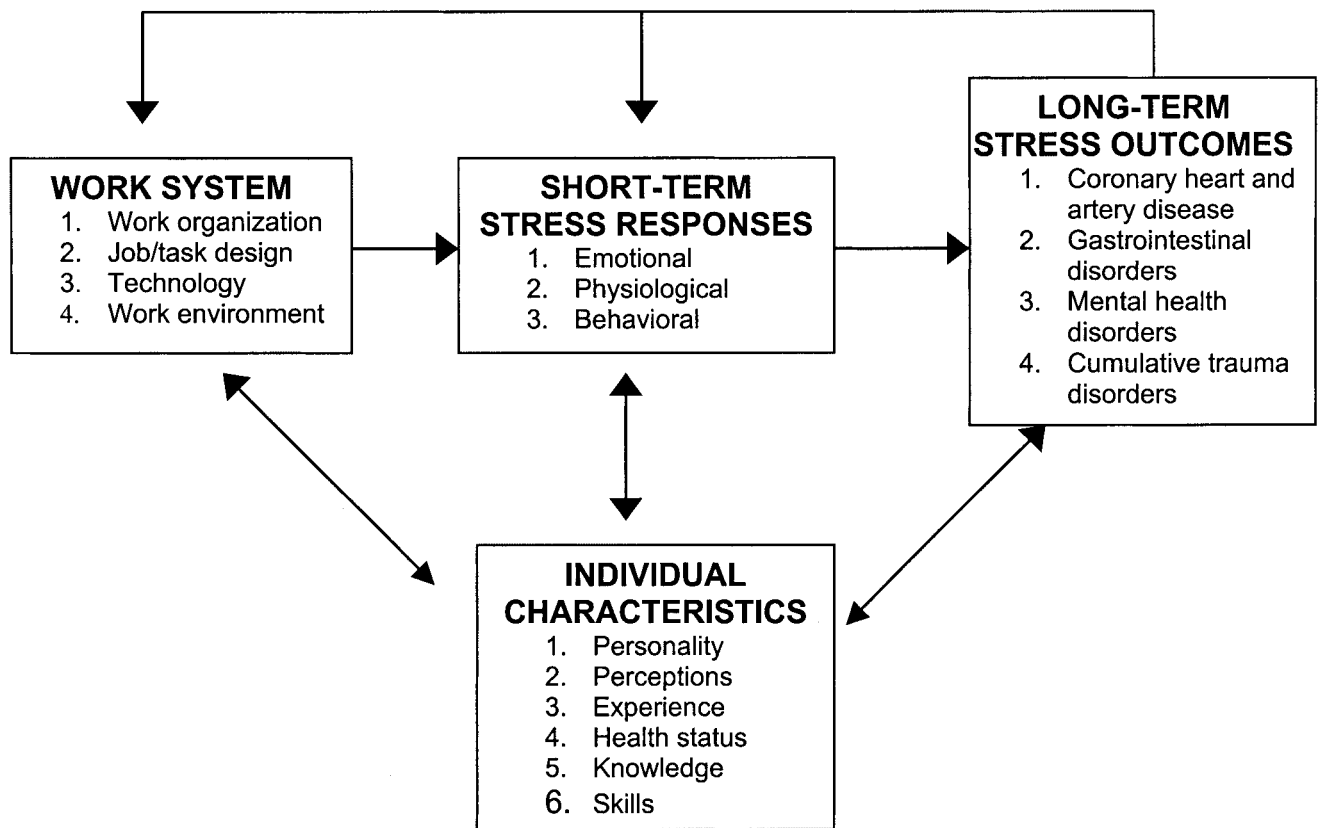 WORK SYSTEM
1. Work organization
2. Job/task design
3. Technology
4. Work environment
SHORT-TERM
STRESS RESPONSES
1. Emotional
2. Physiological
3. Behavioral
LONG-TERM
STRESS OUTCOMES
1. Coronary heart and
artery disease
2. Gastrointestinal
disorders
3. Mental health
disorders
4. Cumulative trauma
disorders
INDIVIDUAL
CHARACTERISTICS
1. Personality
2. Perceptions
3. Experience
4. Health status
5. Knowledge
6. Skills